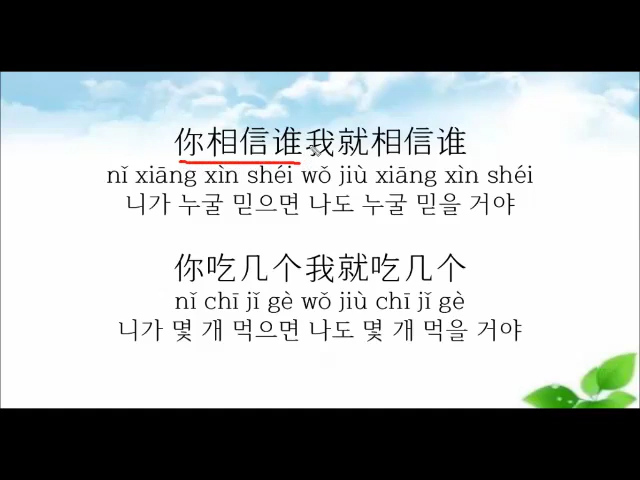 你相信谁我就相信谁
nǐ xiāng xìn shéi wǒ jiù xiāng xìn shéi
니가 누굴 믿으면 나도 누굴 믿을 거야
你吃几个我就吃几个
nǐ chī jǐ gè wǒ jiù chī jǐ gè
니가 몇 개 먹으면 나도 몇 개 먹을 거야